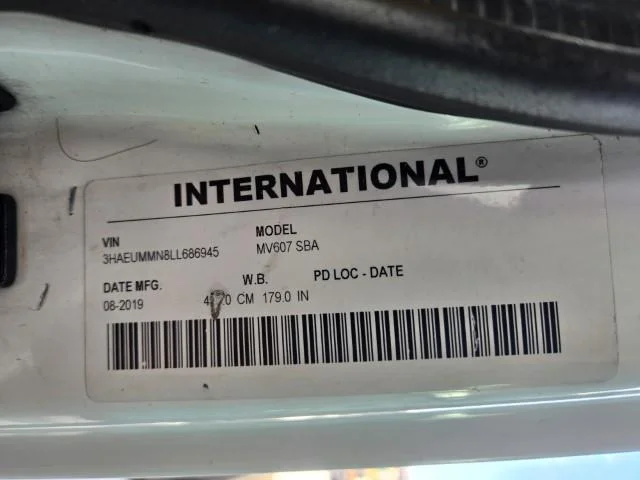 INTERNATIONAL®
VIN MODEL
3HAEUMMN8LL686945 MV607 SBA
DATE MFG. W.B. PD LOC - DATE
08-2019 CM 179.0 IN